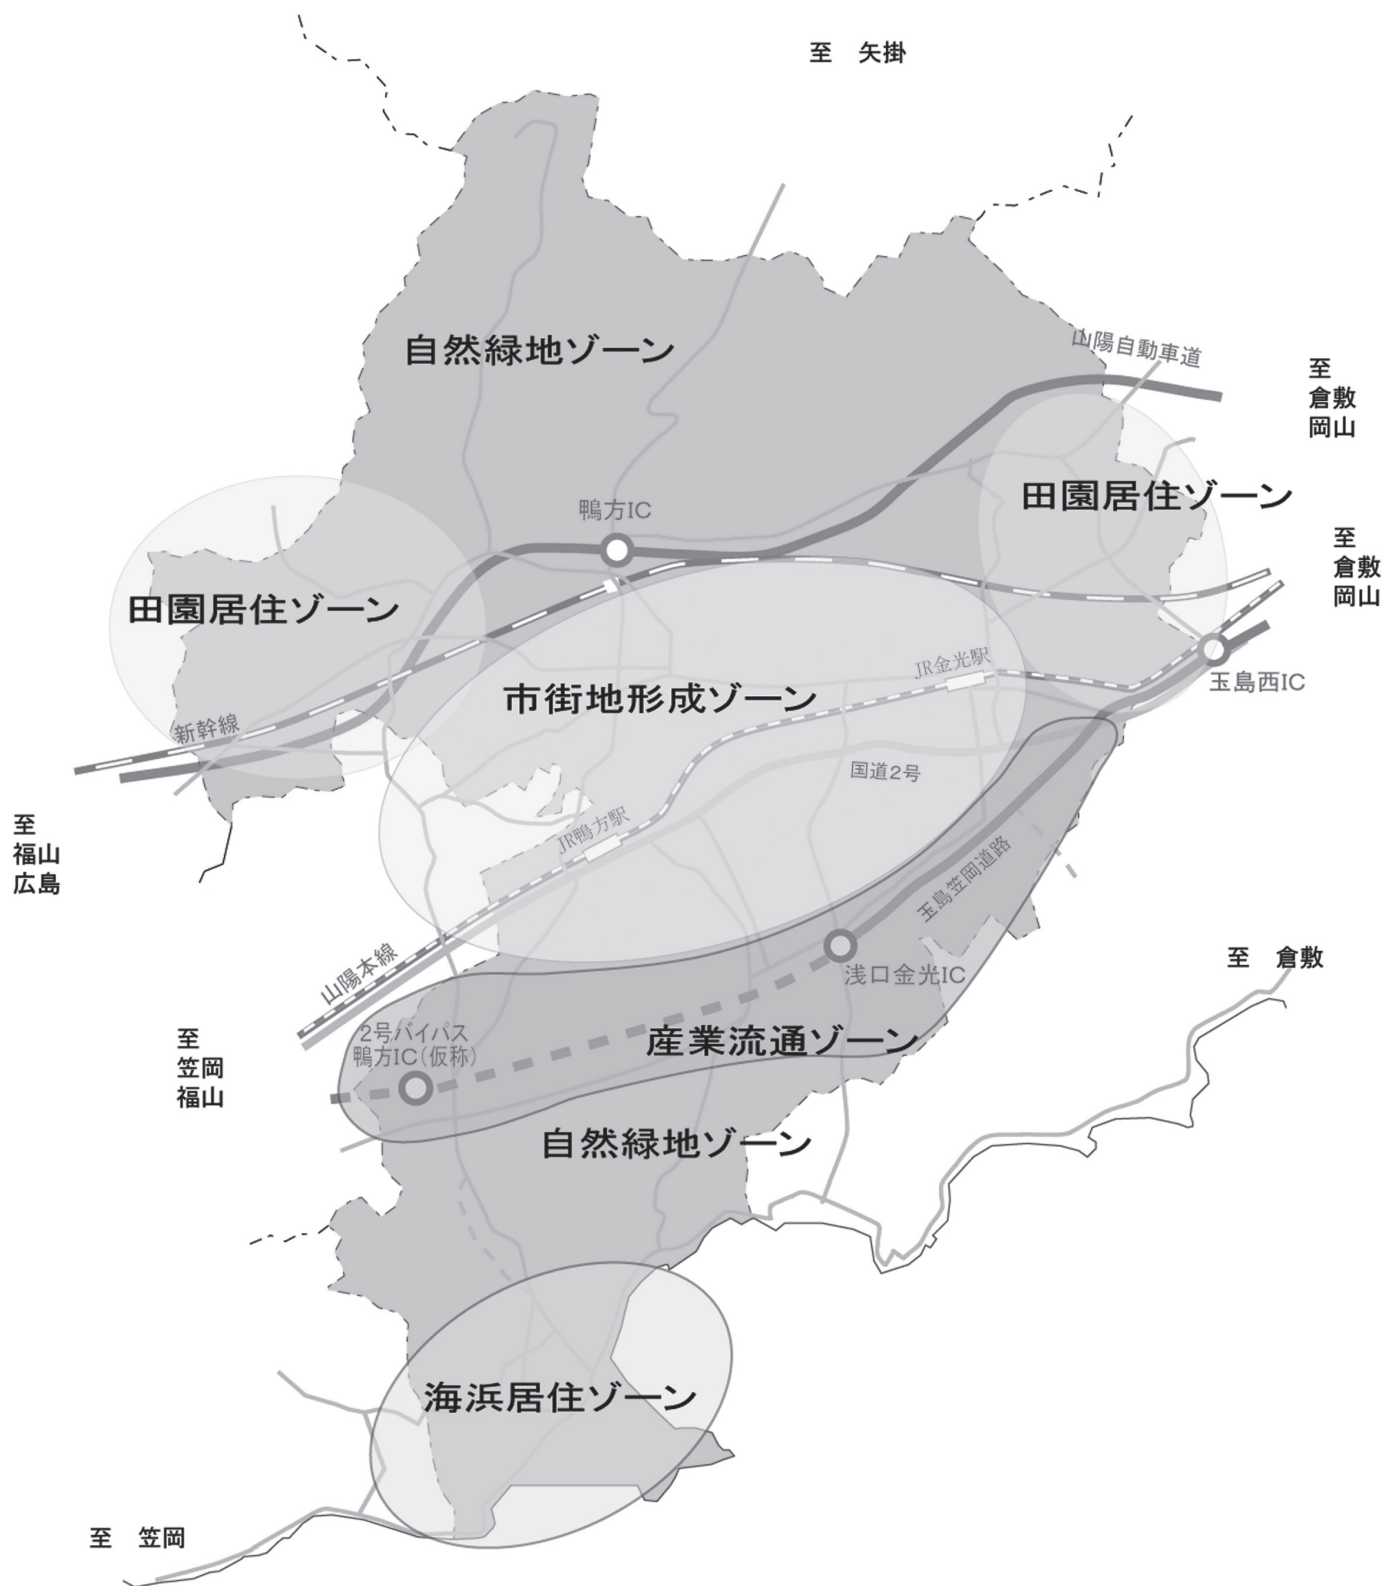 至　矢掛
自然緑地ゾーン
山陽自動車道
至
倉敷
岡山
田園居住ゾーン
鴨方IC
至
倉敷
岡山
田園居住ゾーン
JR金光駅
玉島西IC
市街地形成ゾーン
新幹線
国道2号
至
福山
広島
JR鴨方駅
玉島笠岡道路
山陽本線
浅口金光IC
至　倉敷
2号バイパス
鴨方IC（仮称）
産業流通ゾーン
至
笠岡
福山
自然緑地ゾーン
海浜居住ゾーン
至　笠岡